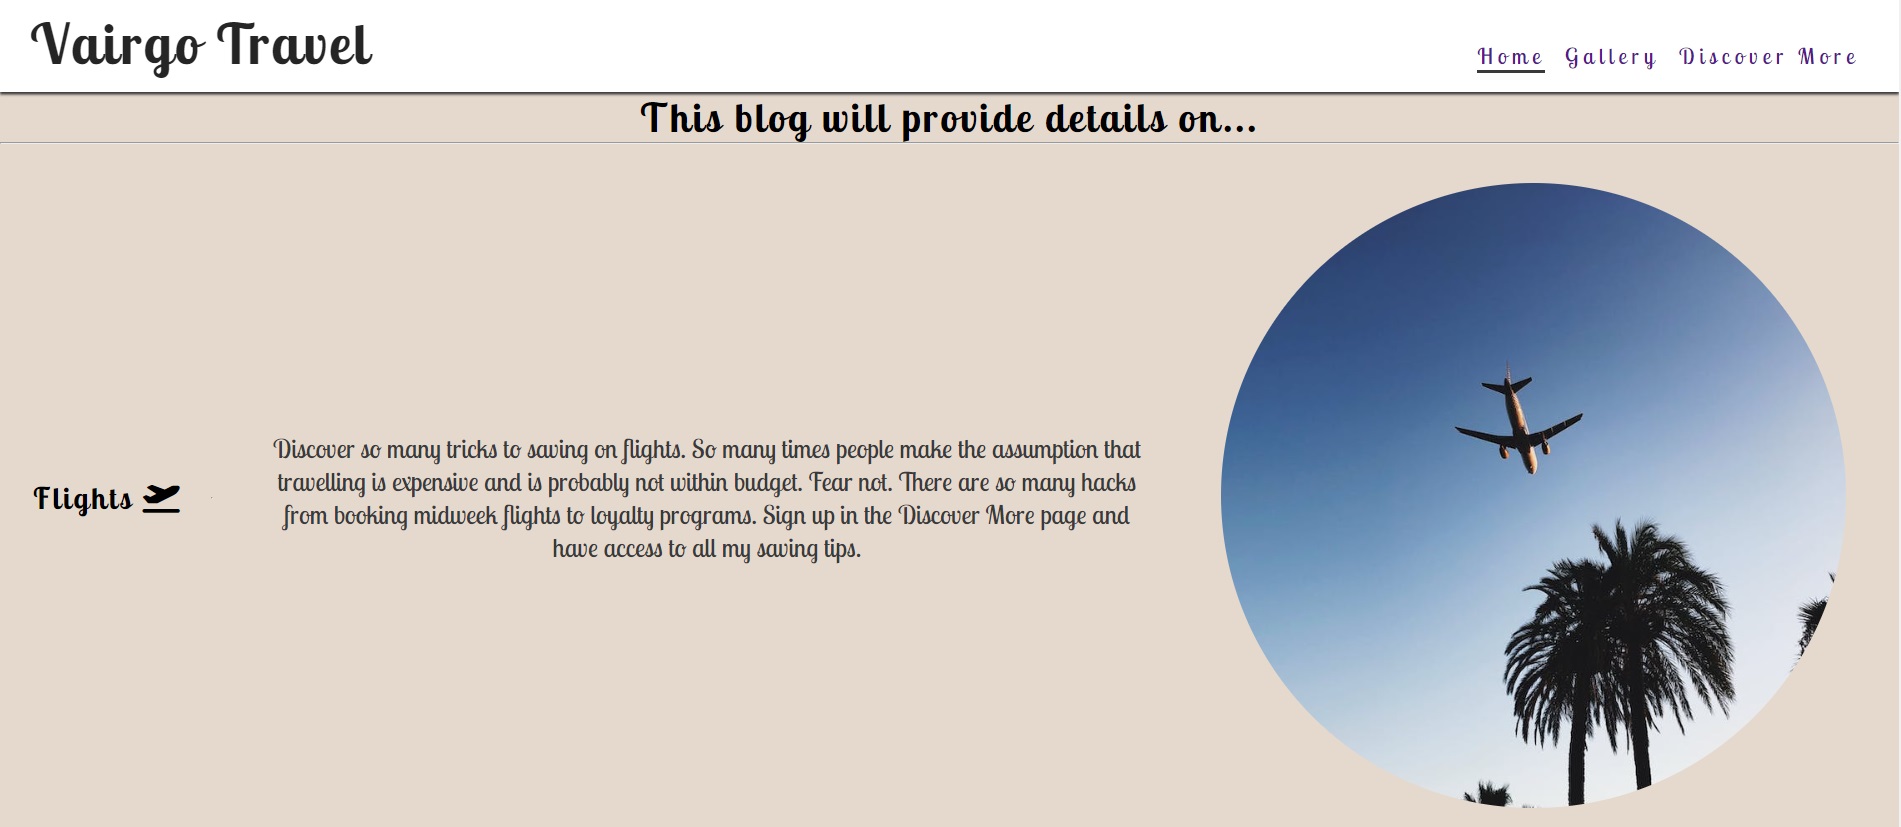 Vairgo Travel
Home Gallery Discover More
This blog will provide details on...
Flights
Discover so many tricks to saving on flights. So many times people make the assumption that
travelling is expensive and is probably not within budget. Fear not. There are so many hacks
from booking midweek flights to loyalty programs. Sign up in the Discover More page and
have access to all my saving tips.